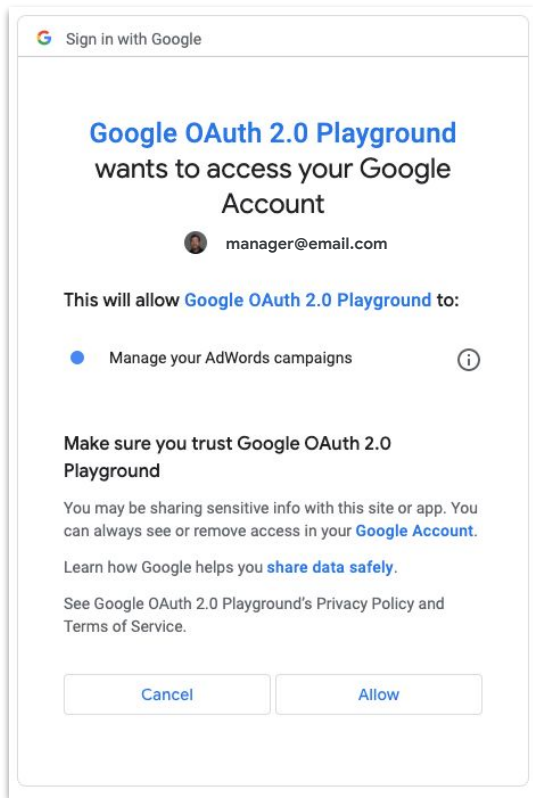 Sign in with Google
Google OAuth 2.0 Playground
wants to access your Google
Account
manager@email.com
This will allow Google OAuth 2.0 Playground to:
Manage your AdWords campaigns
Make sure you trust Google OAuth 2.0
Playground
You may be sharing sensitive info with this site or app. You
can always see or remove access in your Google Account.
Learn how Google helps you share data safely.
See Google OAuth 2.0 Playground's Privacy Policy and
Terms of Service.
Cancel Allow